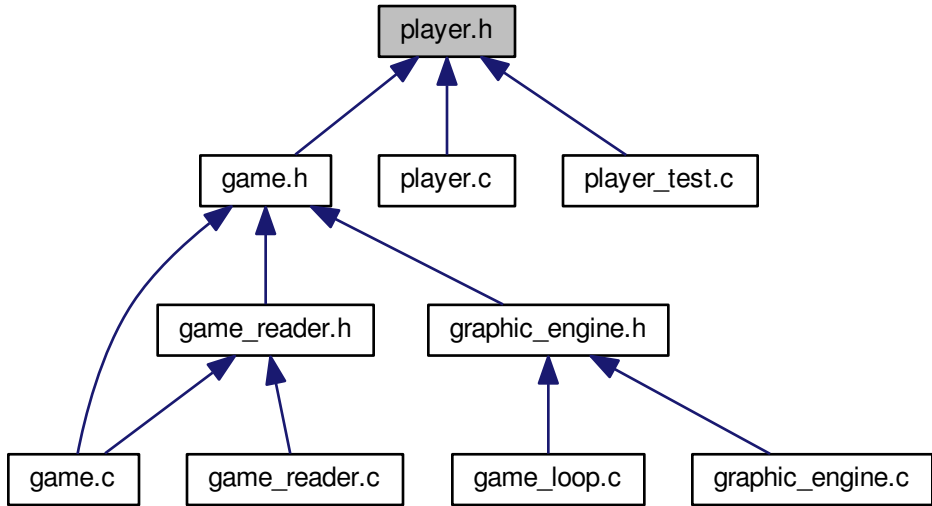 player.h
game.h
player.c
player_test.c
game_reader.h
graphic_engine.h
game.c
game_reader.c
game_loop.c
graphic_engine.c